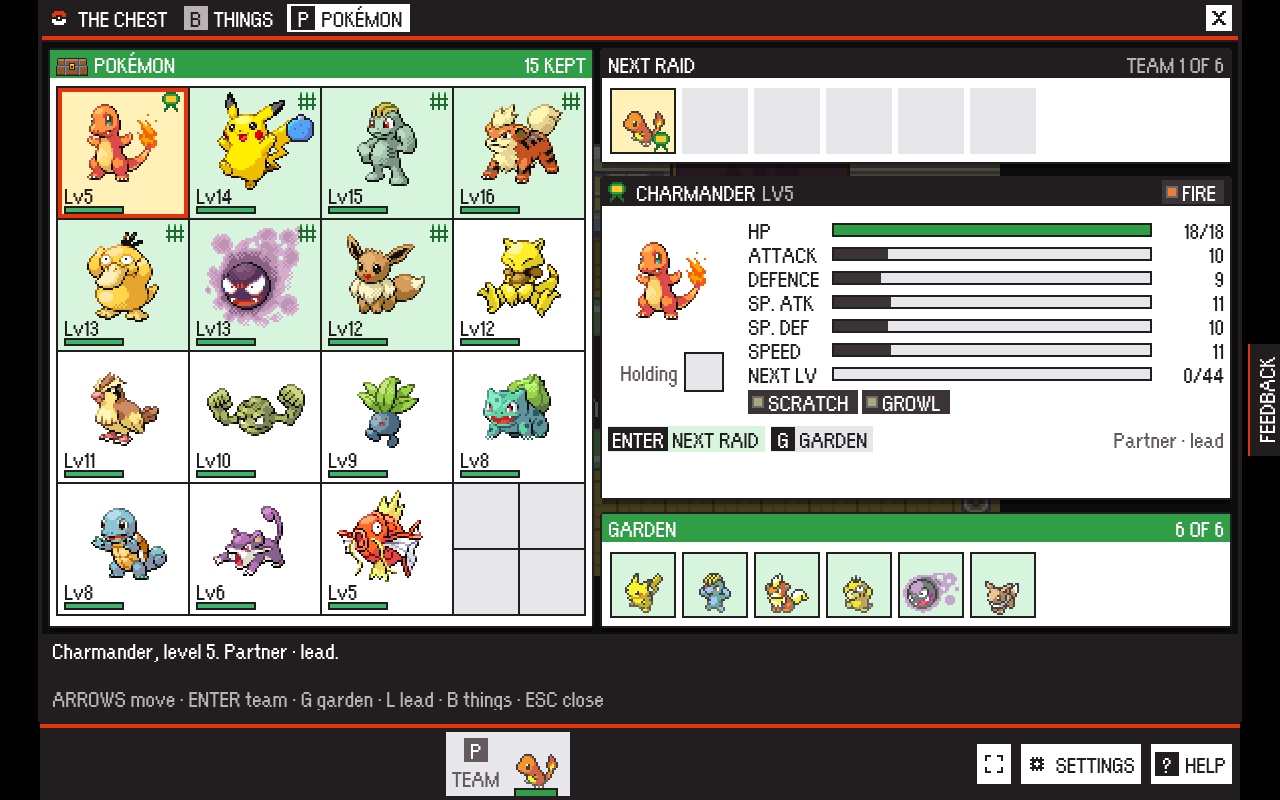 THE CHEST B THINGS P POKÉMON X
POKÉMON 15 KEPT
Lv5 Lv14 Lv15 Lv16
Lv13 Lv13 Lv12 Lv12
Lv11 Lv10 Lv9 Lv8
Lv8 Lv6 Lv5
NEXT RAID TEAM 1 OF 6
CHARMANDER LV5 FIRE
HP 18/18
ATTACK 10
DEFENCE 9
SP. ATK 11
SP. DEF 10
SPEED 11
Holding
NEXT LV 0/44
SCRATCH GROWL
ENTER NEXT RAID G GARDEN Partner · lead
GARDEN 6 OF 6
FEEDBACK
Charmander, level 5. Partner · lead.
ARROWS move · ENTER team · G garden · L lead · B things · ESC close
P
TEAM
SETTINGS ? HELP